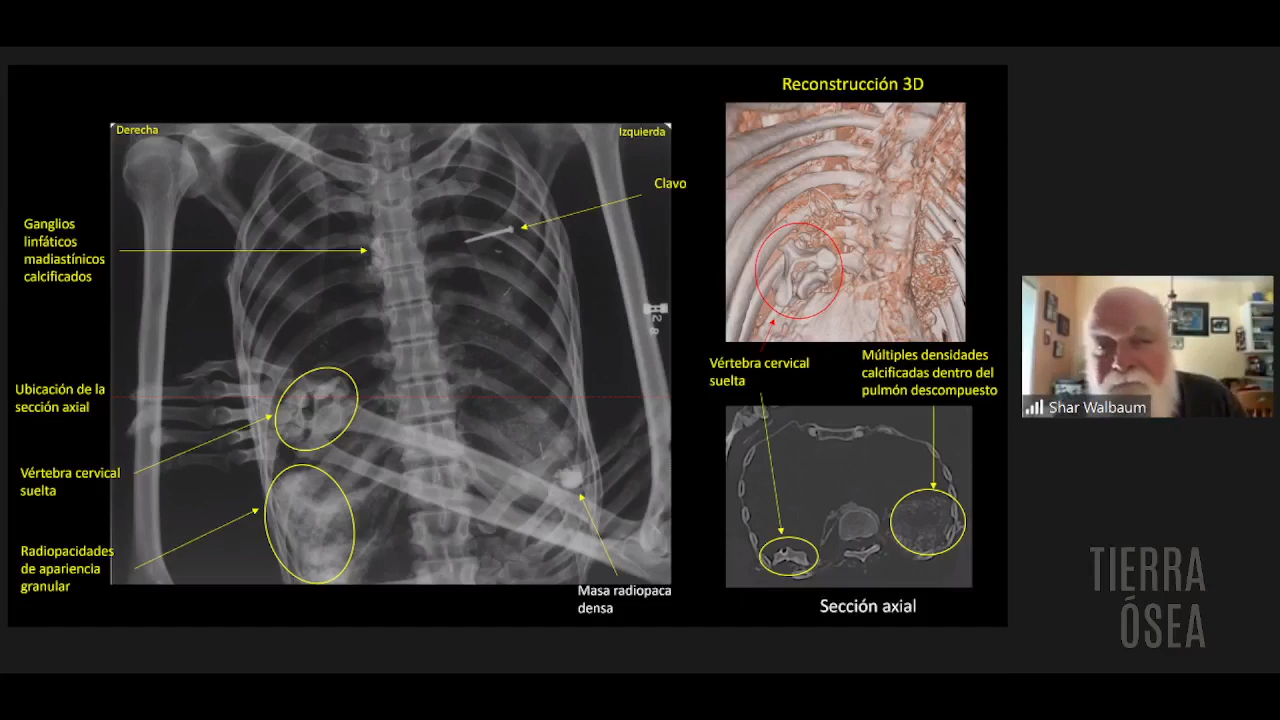 Reconstrucción 3D
Derecha
Izquierda
Clavo
Ganglios
linfáticos
madiastínicos
calcificados
Ubicación de la
sección axial
Vértebra cervical
suelta
Radiopacidades
de apariencia
granular
Masa radiopaca
densa
Vértebra cervical
suelta
Múltiples densidades
calcificadas dentro del
pulmón descompuesto
Sección axial
Shar Walbaum
TIERRA
ÓSEA